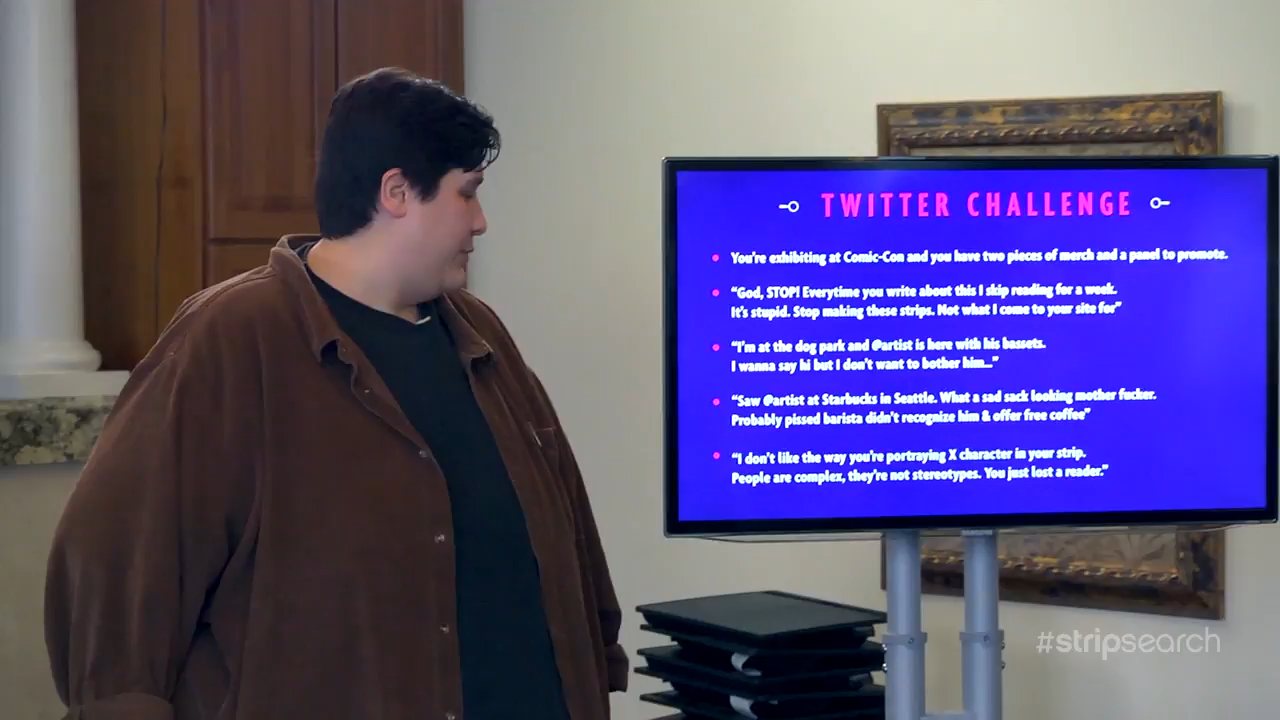 TWITTER CHALLENGE
You're exhibiting at Comic-Con and you have two pieces of merch and a panel to promote.
“God, STOP! Everytime you write about this I skip reading for a week.
It's stupid. Stop making these strips. Not what I come to your site for”
“I'm at the dog park and @artist is here with his bassets.
I wanna say hi but I don't want to bother him...”
“Saw @artist at Starbucks in Seattle. What a sad sack looking mother fucker.
Probably pissed barista didn't recognize him & offer free coffee”
“I don't like the way you're portraying X character in your strip.
People are complex, they're not stereotypes. You just lost a reader.”
#stripsearch